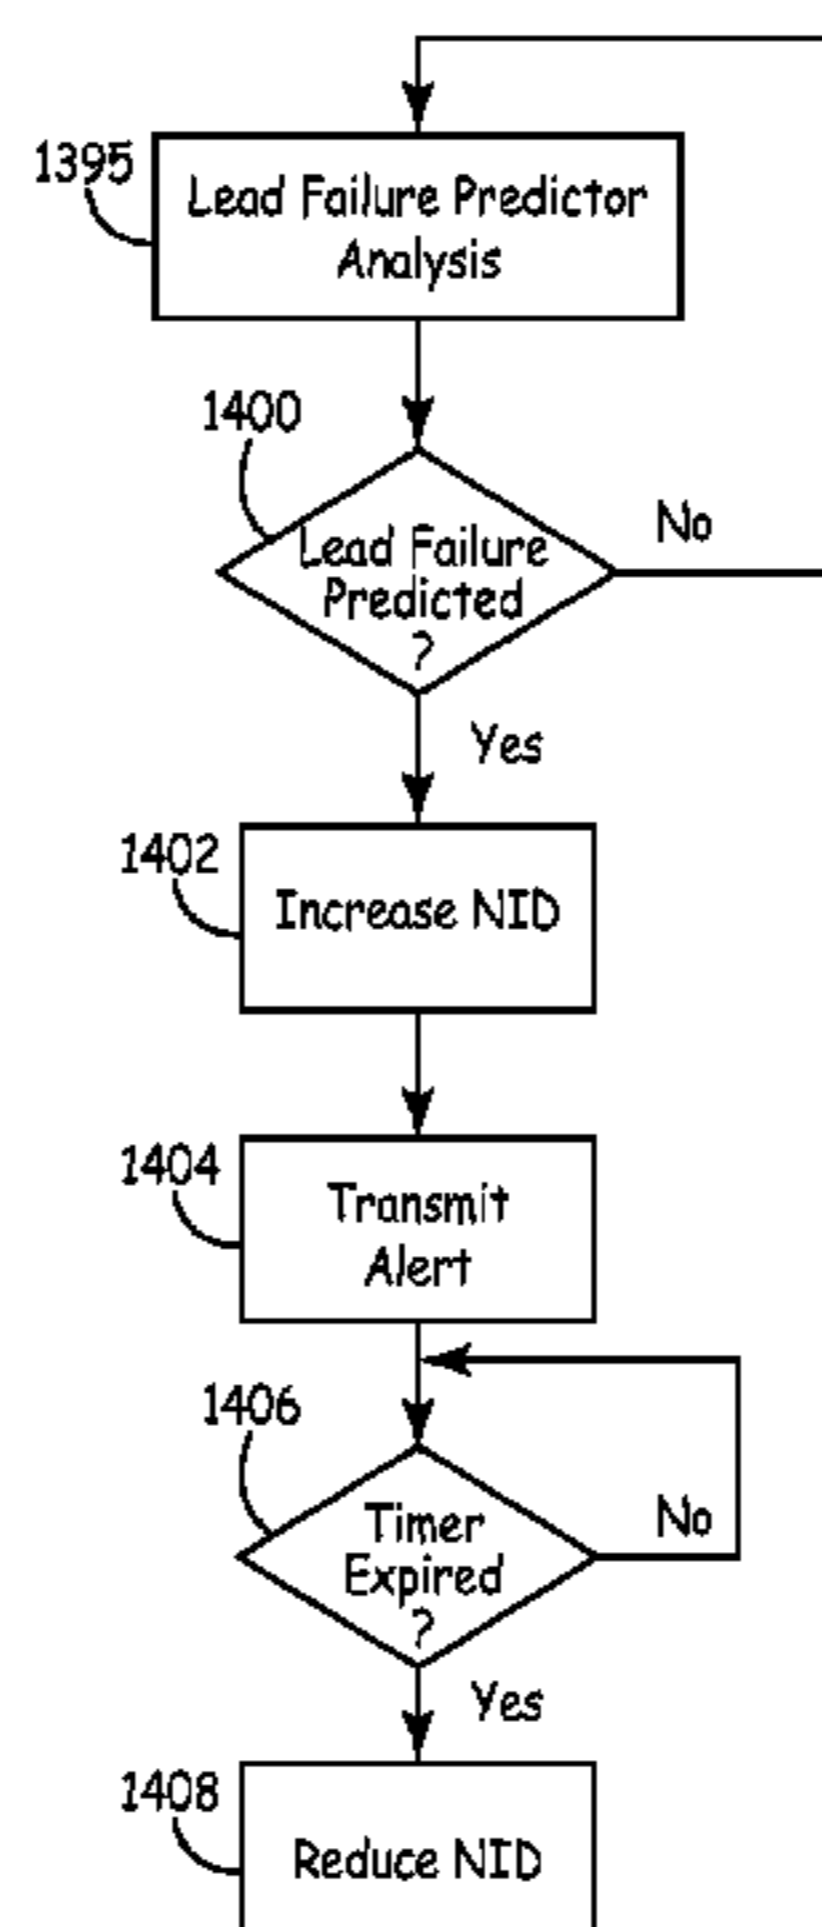 1395
Lead Failure Predictor
Analysis
1400
Lead Failure
Predicted
?
No
Yes
1402
Increase NID
1404
Transmit
Alert
1406
Timer
Expired
?
No
Yes
1408
Reduce NID